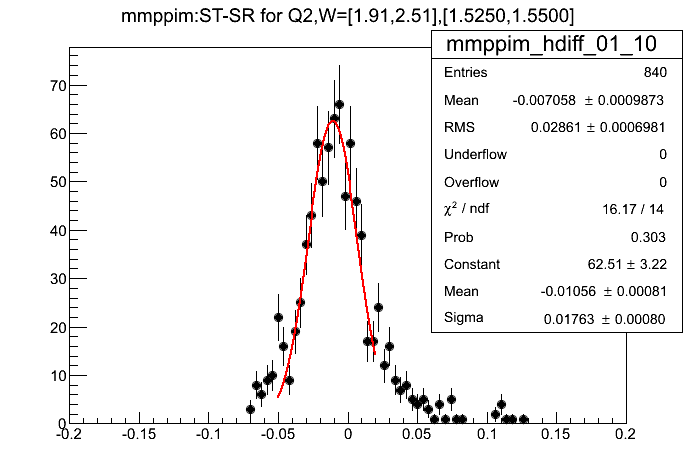 mmppim:ST-SR for Q2,W=[1.91,2.51],[1.5250,1.5500]
mmppim_hdiff_01_10
Entries 840
Mean -0.007058 ± 0.0009873
RMS 0.02861 ± 0.0006981
Underflow 0
Overflow 0
χ² / ndf 16.17 / 14
Prob 0.303
Constant 62.51 ± 3.22
Mean -0.01056 ± 0.00081
Sigma 0.01763 ± 0.00080
70
60
50
40
30
20
10
0
-0.2 -0.15 -0.1 -0.05 0 0.05 0.1 0.15 0.2